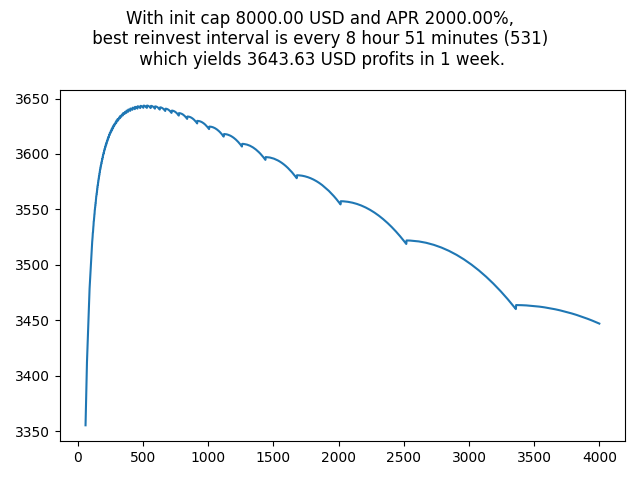 With init cap 8000.00 USD and APR 2000.00%,
best reinvest interval is every 8 hour 51 minutes (531)
which yields 3643.63 USD profits in 1 week.
3650
3600
3550
3500
3450
3400
3350
0 500 1000 1500 2000 2500 3000 3500 4000